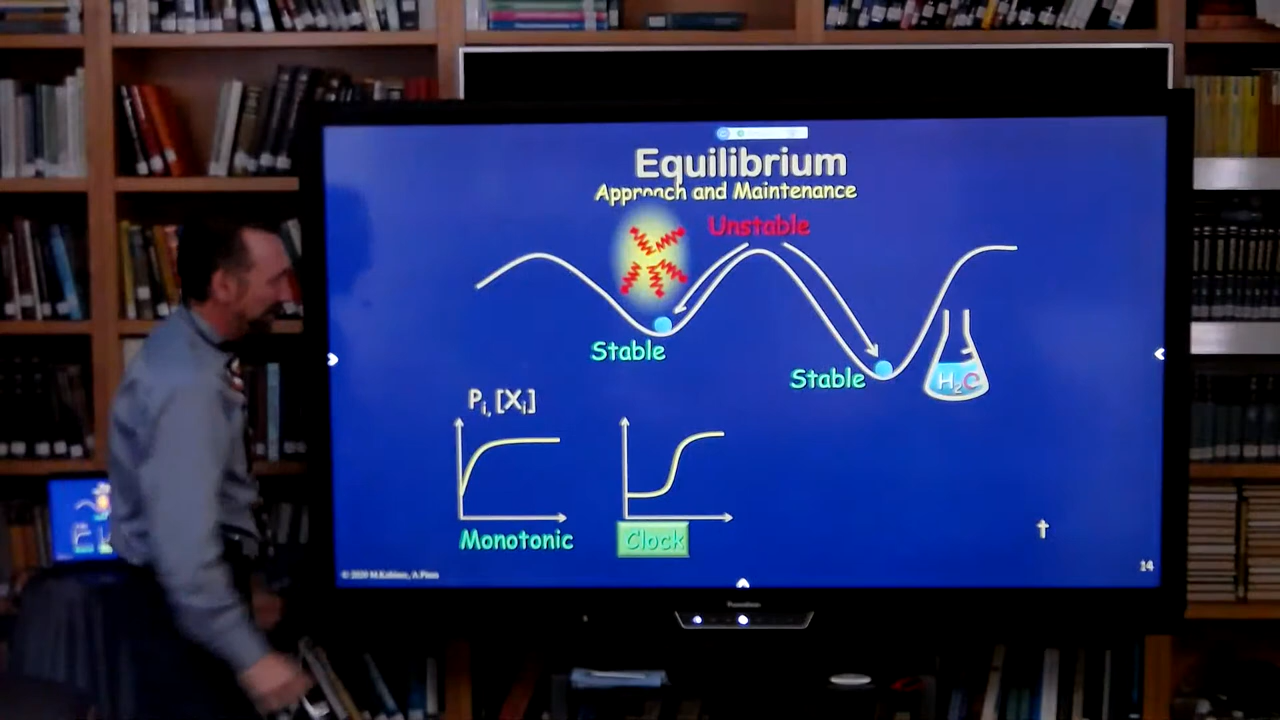 Equilibrium
Approach and Maintenance
Unstable
Stable
Stable
H₂O
Pᵢ, [Xᵢ]
Monotonic
Clock
14